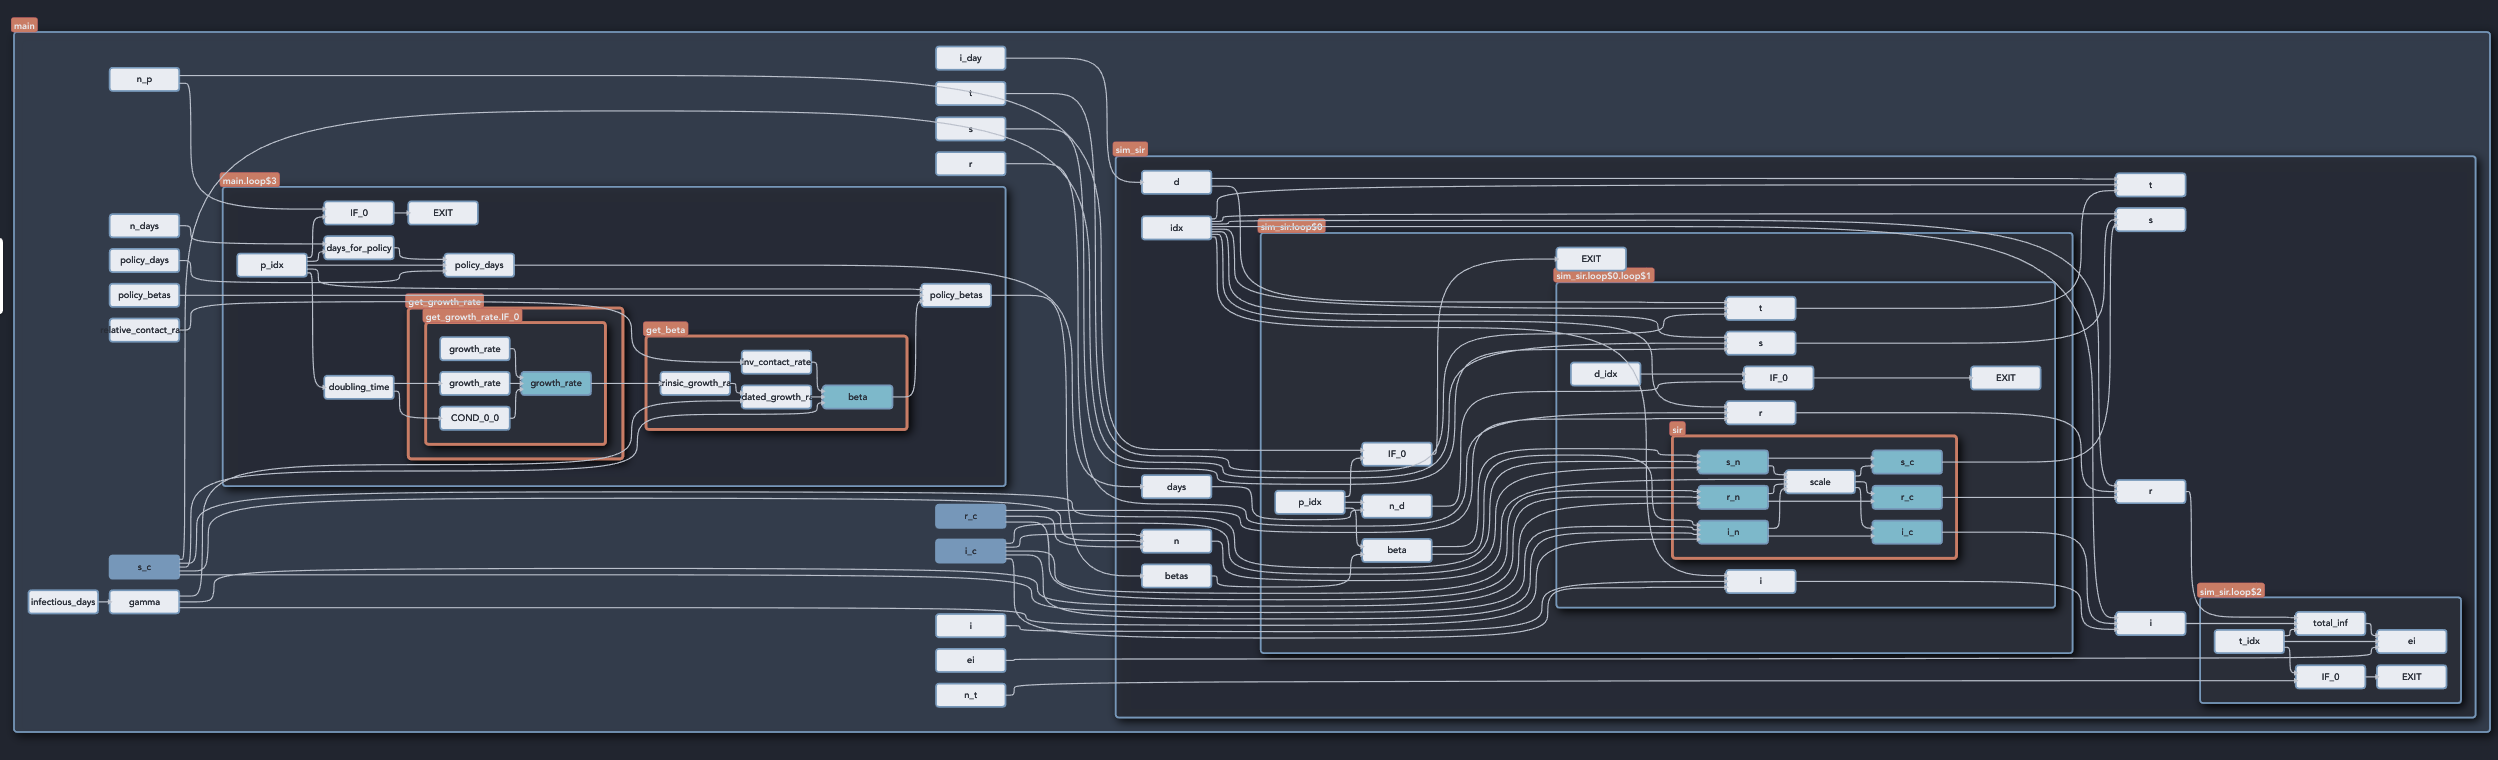 main
i_day
n_p
t
s
r
sim_sir
main.loop$3
d
t
IF_0
EXIT
s
n_days
idx
sim_sir.loop$0
days_for_policy
policy_days
p_idx
policy_days
EXIT
sim_sir.loop$0.loop$1
policy_betas
policy_betas
get_growth_rate
t
get_growth_rate.IF_0
elative_contact_ra
get_beta
s
growth_rate
nv_contact_rate
d_idx
IF_0
EXIT
growth_rate
growth_rate
rinsic_growth_ra
doubling_time
dated_growth_ra
beta
r
COND_0_0
sir
IF_0
s_n
s_c
scale
days
p_idx
n_d
r_n
r_c
r
r_c
i_n
i_c
n
i_c
beta
s_c
betas
i
sim_sir.loop$2
infectious_days
gamma
i
i
total_inf
t_idx
ei
ei
IF_0
EXIT
n_t